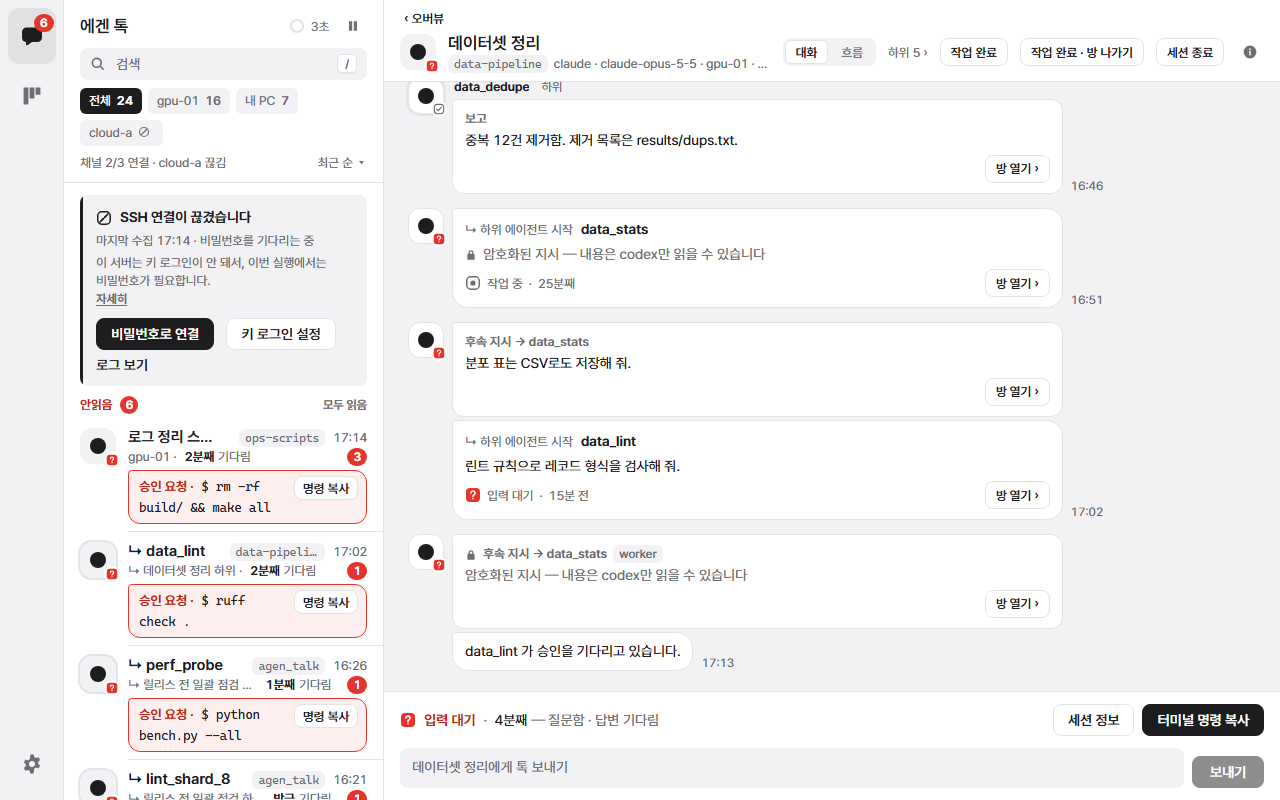 6
에겐 톡
3초
검색
/
전체 24
gpu-01 16
내 PC 7
cloud-a
채널 2/3 연결 · cloud-a 끊김
최근 순
SSH 연결이 끊겼습니다
마지막 수집 17:14 · 비밀번호를 기다리는 중
이 서버는 키 로그인이 안 돼서, 이번 실행에서는
비밀번호가 필요합니다.
자세히
비밀번호로 연결
키 로그인 설정
로그 보기
안읽음 6
모두 읽음
로그 정리 스...
ops-scripts
17:14
gpu-01 · 2분째 기다림
3
승인 요청 · $ rm -rf
build/ && make all
명령 복사
↳ data_lint
data-pipeli…
17:02
↳ 데이터셋 정리 하위 · 2분째 기다림
1
승인 요청 · $ ruff
check .
명령 복사
↳ perf_probe
agen_talk
16:26
↳ 릴리스 전 일괄 점검 ... 1분째 기다림
1
승인 요청 · $ python
bench.py --all
명령 복사
↳ lint_shard_8
agen_talk
16:21
↳ 릴리스 전 일괄 점검 하... 방금 기다림
1
‹ 오버뷰
데이터셋 정리
data-pipeline
claude · claude-opus-5-5 · gpu-01 · ...
대화
흐름
하위 5 ›
작업 완료
작업 완료 · 방 나가기
세션 종료
data_dedupe 하위
보고
중복 12건 제거함. 제거 목록은 results/dups.txt.
방 열기 ›
16:46
↳ 하위 에이전트 시작 data_stats
암호화된 지시 — 내용은 codex만 읽을 수 있습니다
작업 중 · 25분째
방 열기 ›
16:51
후속 지시 → data_stats
분포 표는 CSV로도 저장해 줘.
방 열기 ›
↳ 하위 에이전트 시작 data_lint
린트 규칙으로 레코드 형식을 검사해 줘.
? 입력 대기 · 15분 전
방 열기 ›
17:02
후속 지시 → data_stats worker
암호화된 지시 — 내용은 codex만 읽을 수 있습니다
방 열기 ›
data_lint 가 승인을 기다리고 있습니다.
17:13
? 입력 대기 · 4분째 — 질문함 · 답변 기다림
세션 정보
터미널 명령 복사
데이터셋 정리에게 톡 보내기
보내기